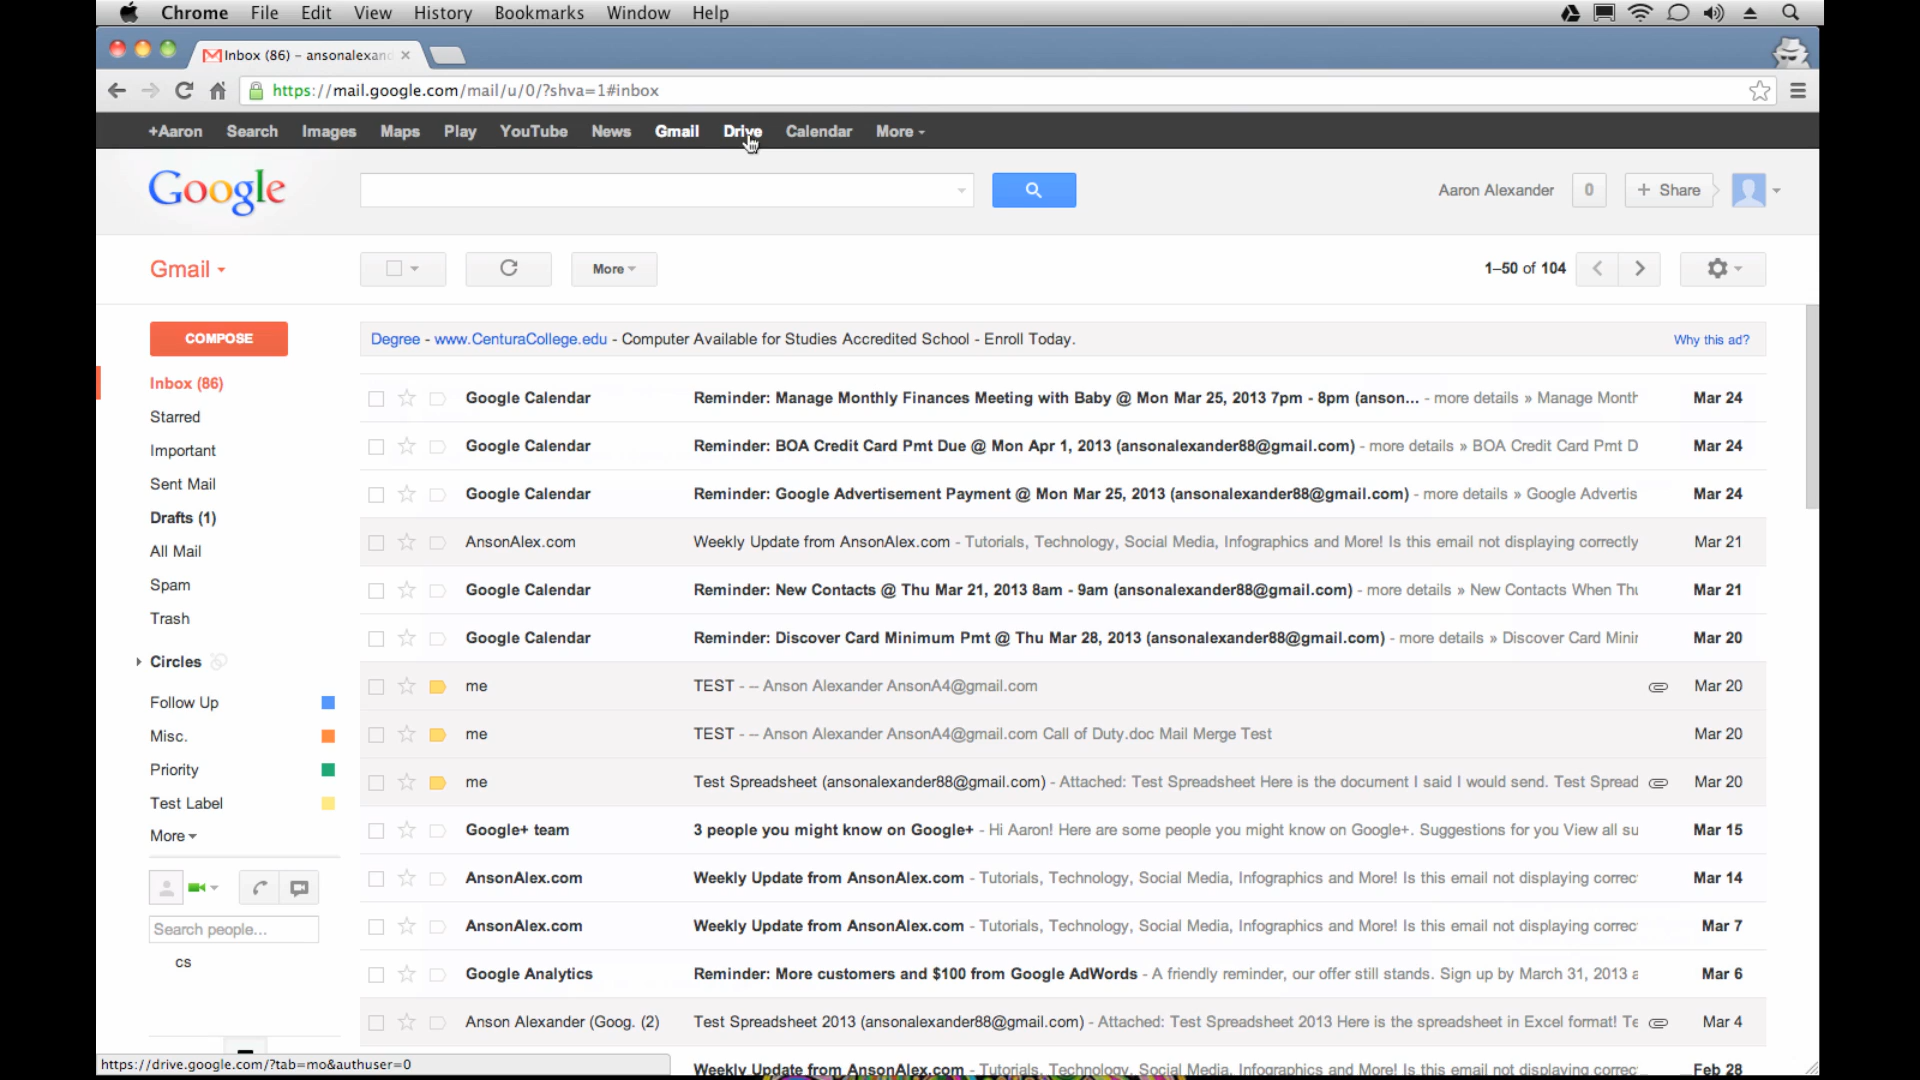 Chrome File Edit View History Bookmarks Window Help
Inbox (86) – ansonalexand
https://mail.google.com/mail/u/0/?shva=1#inbox
+Aaron Search Images Maps Play YouTube News Gmail Drive Calendar More
Google
Aaron Alexander 0 + Share
Gmail
More
1–50 of 104
COMPOSE
Degree - www.CenturaCollege.edu - Computer Available for Studies Accredited School - Enroll Today. Why this ad?
Inbox (86)
Starred
Important
Sent Mail
Drafts (1)
All Mail
Spam
Trash
Circles
Follow Up
Misc.
Priority
Test Label
More
Search people...
cs
Google Calendar Reminder: Manage Monthly Finances Meeting with Baby @ Mon Mar 25, 2013 7pm - 8pm (anson... - more details » Manage Month Mar 24
Google Calendar Reminder: BOA Credit Card Pmt Due @ Mon Apr 1, 2013 (ansonalexander88@gmail.com) - more details » BOA Credit Card Pmt D Mar 24
Google Calendar Reminder: Google Advertisement Payment @ Mon Mar 25, 2013 (ansonalexander88@gmail.com) - more details » Google Advertis Mar 24
AnsonAlex.com Weekly Update from AnsonAlex.com - Tutorials, Technology, Social Media, Infographics and More! Is this email not displaying correctly Mar 21
Google Calendar Reminder: New Contacts @ Thu Mar 21, 2013 8am - 9am (ansonalexander88@gmail.com) - more details » New Contacts When Thu Mar 21
Google Calendar Reminder: Discover Card Minimum Pmt @ Thu Mar 28, 2013 (ansonalexander88@gmail.com) - more details » Discover Card Minir Mar 20
me TEST - -- Anson Alexander AnsonA4@gmail.com Mar 20
me TEST - -- Anson Alexander AnsonA4@gmail.com Call of Duty.doc Mail Merge Test Mar 20
me Test Spreadsheet (ansonalexander88@gmail.com) - Attached: Test Spreadsheet Here is the document I said I would send. Test Spread Mar 20
Google+ team 3 people you might know on Google+ - Hi Aaron! Here are some people you might know on Google+. Suggestions for you View all su Mar 15
AnsonAlex.com Weekly Update from AnsonAlex.com - Tutorials, Technology, Social Media, Infographics and More! Is this email not displaying correc Mar 14
AnsonAlex.com Weekly Update from AnsonAlex.com - Tutorials, Technology, Social Media, Infographics and More! Is this email not displaying correc Mar 7
Google Analytics Reminder: More customers and $100 from Google AdWords - A friendly reminder, our offer still stands. Sign up by March 31, 2013 a Mar 6
Anson Alexander (Goog. (2) Test Spreadsheet 2013 (ansonalexander88@gmail.com) - Attached: Test Spreadsheet 2013 Here is the spreadsheet in Excel format! Te Mar 4
Weekly Update from AnsonAlex.com - Tutorials, Technology, Social Media, Infographics and More! Is this email not displaying correc Feb 28
https://drive.google.com/?tab=mo&authuser=0